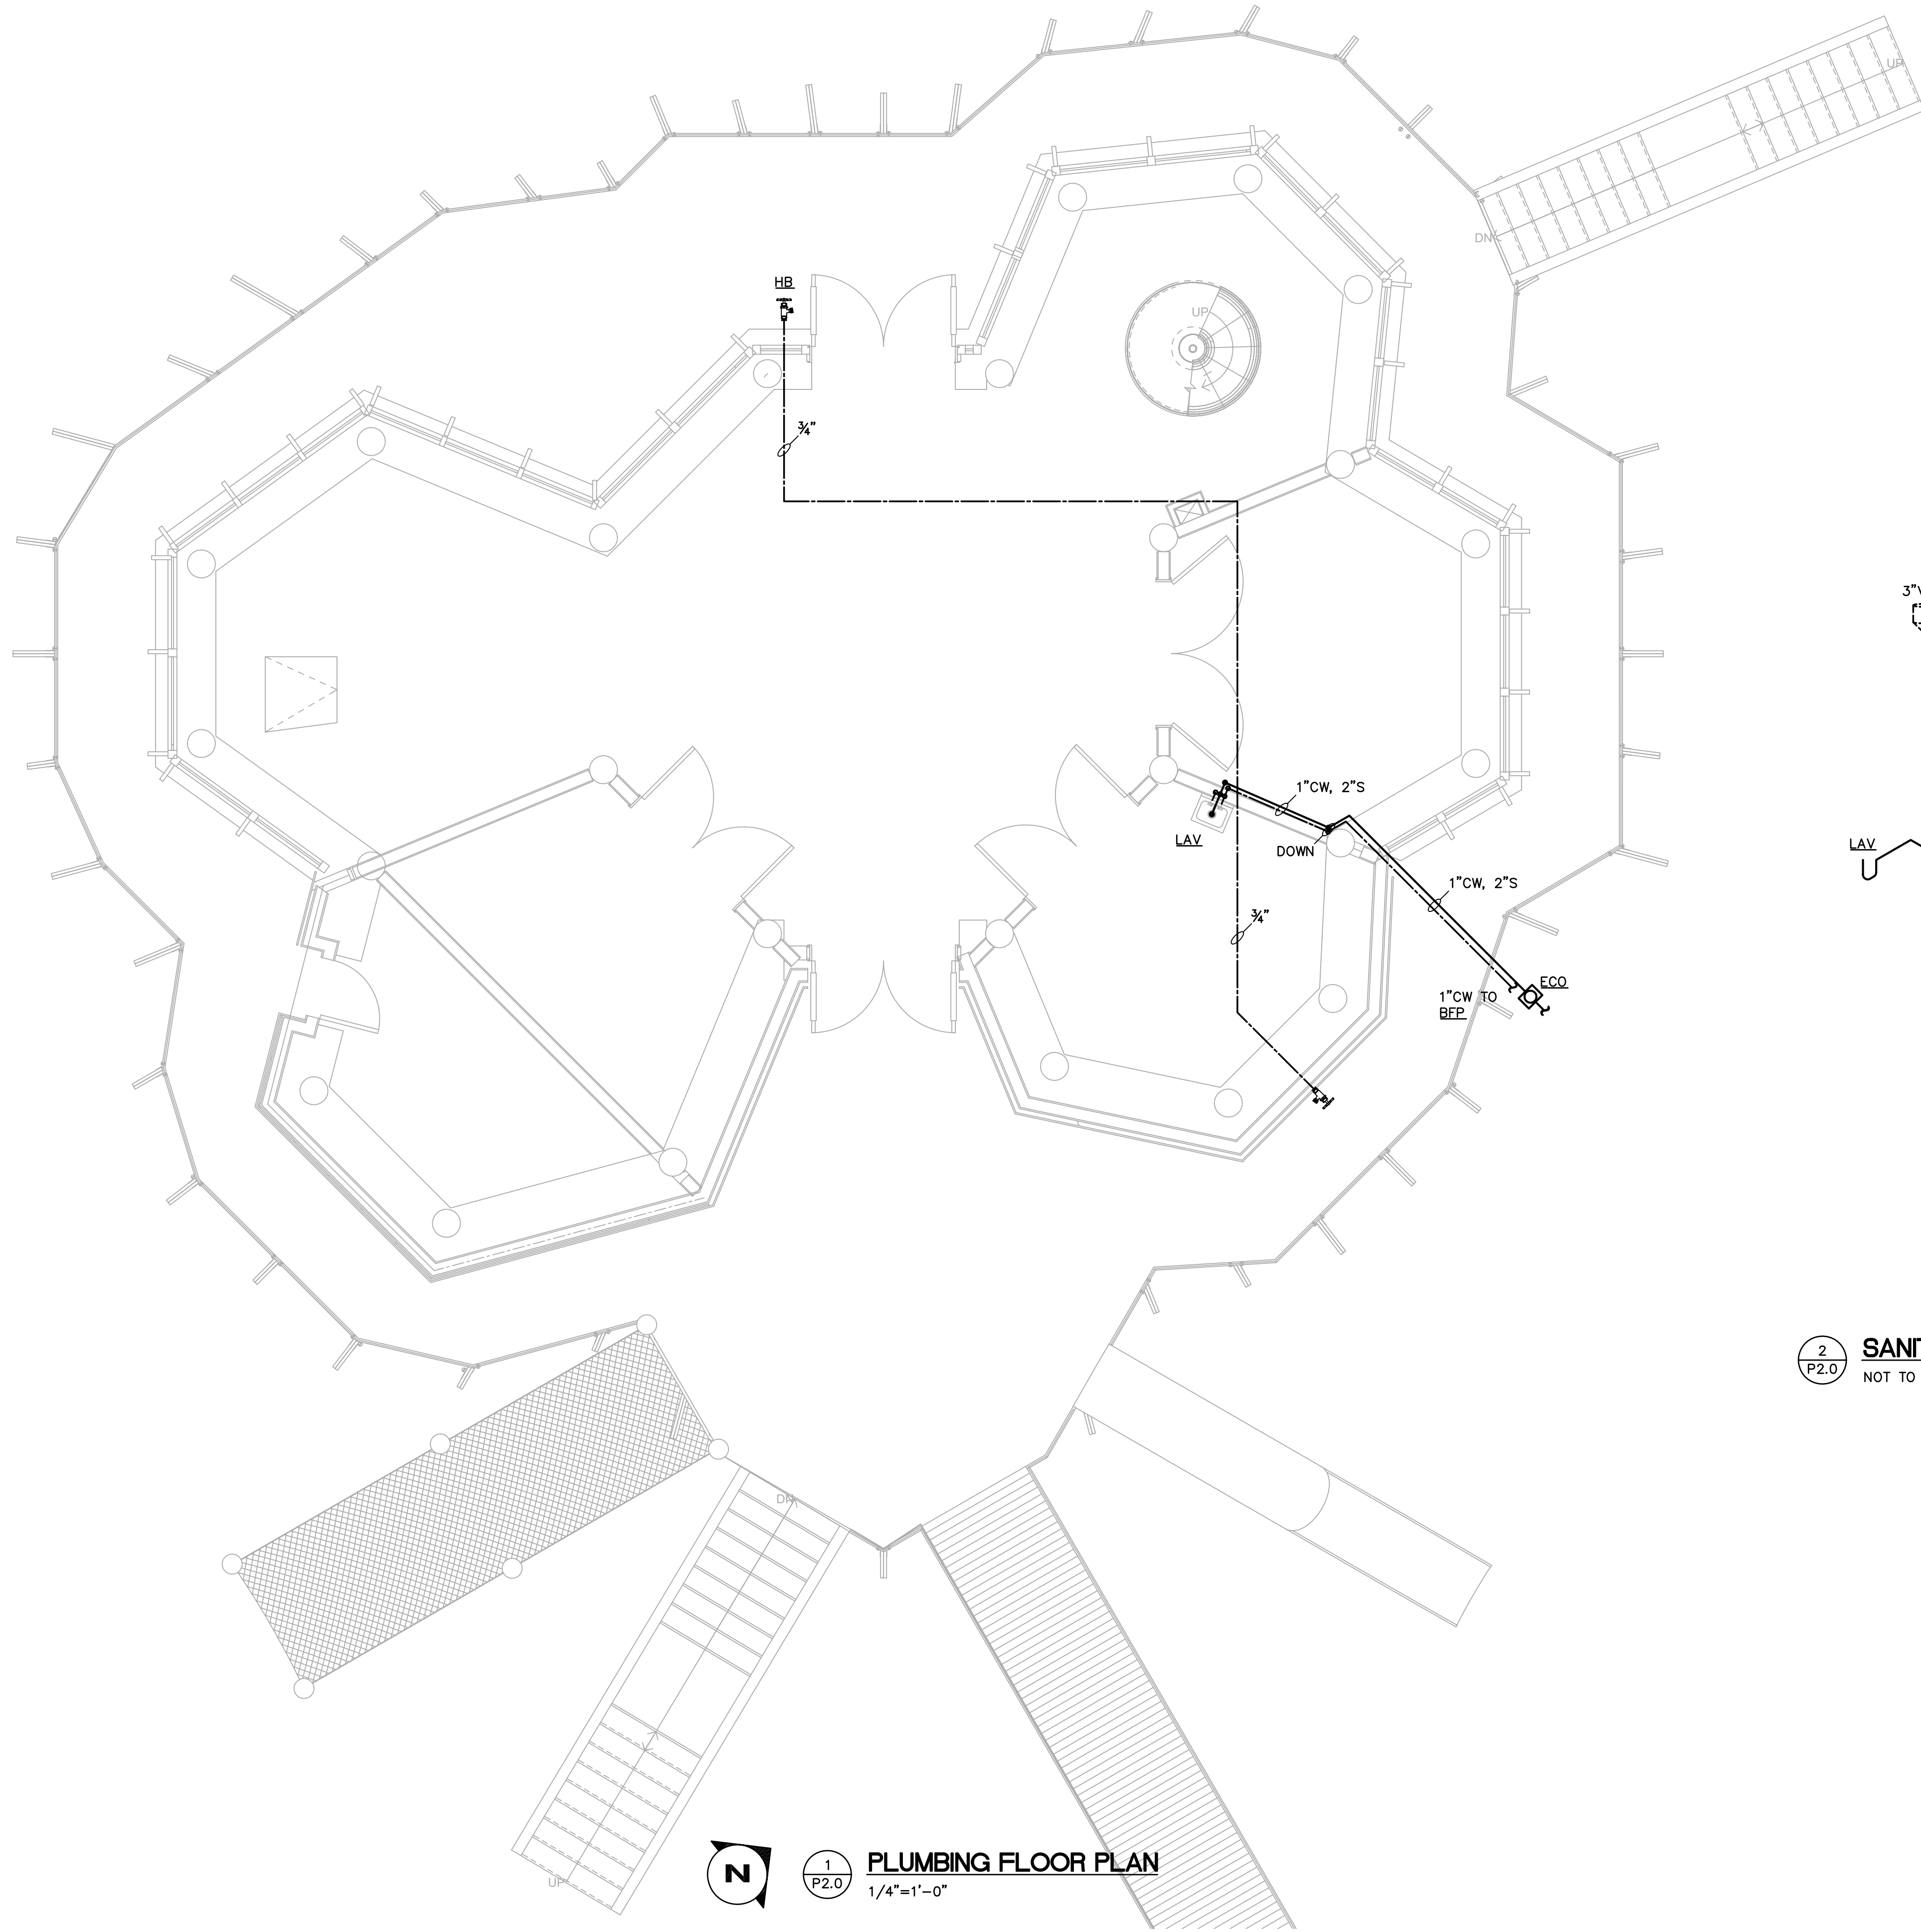 UP
DN
HB
UP
¾"
3"V
1"CW, 2"S
LAV
DOWN
LAV
1"CW, 2"S
¾"
ECO
1"CW TO
BFP
2
P2.0
SANIT
NOT TO
DN
UP
N
1
P2.0
PLUMBING FLOOR PLAN
1/4"=1'-0"